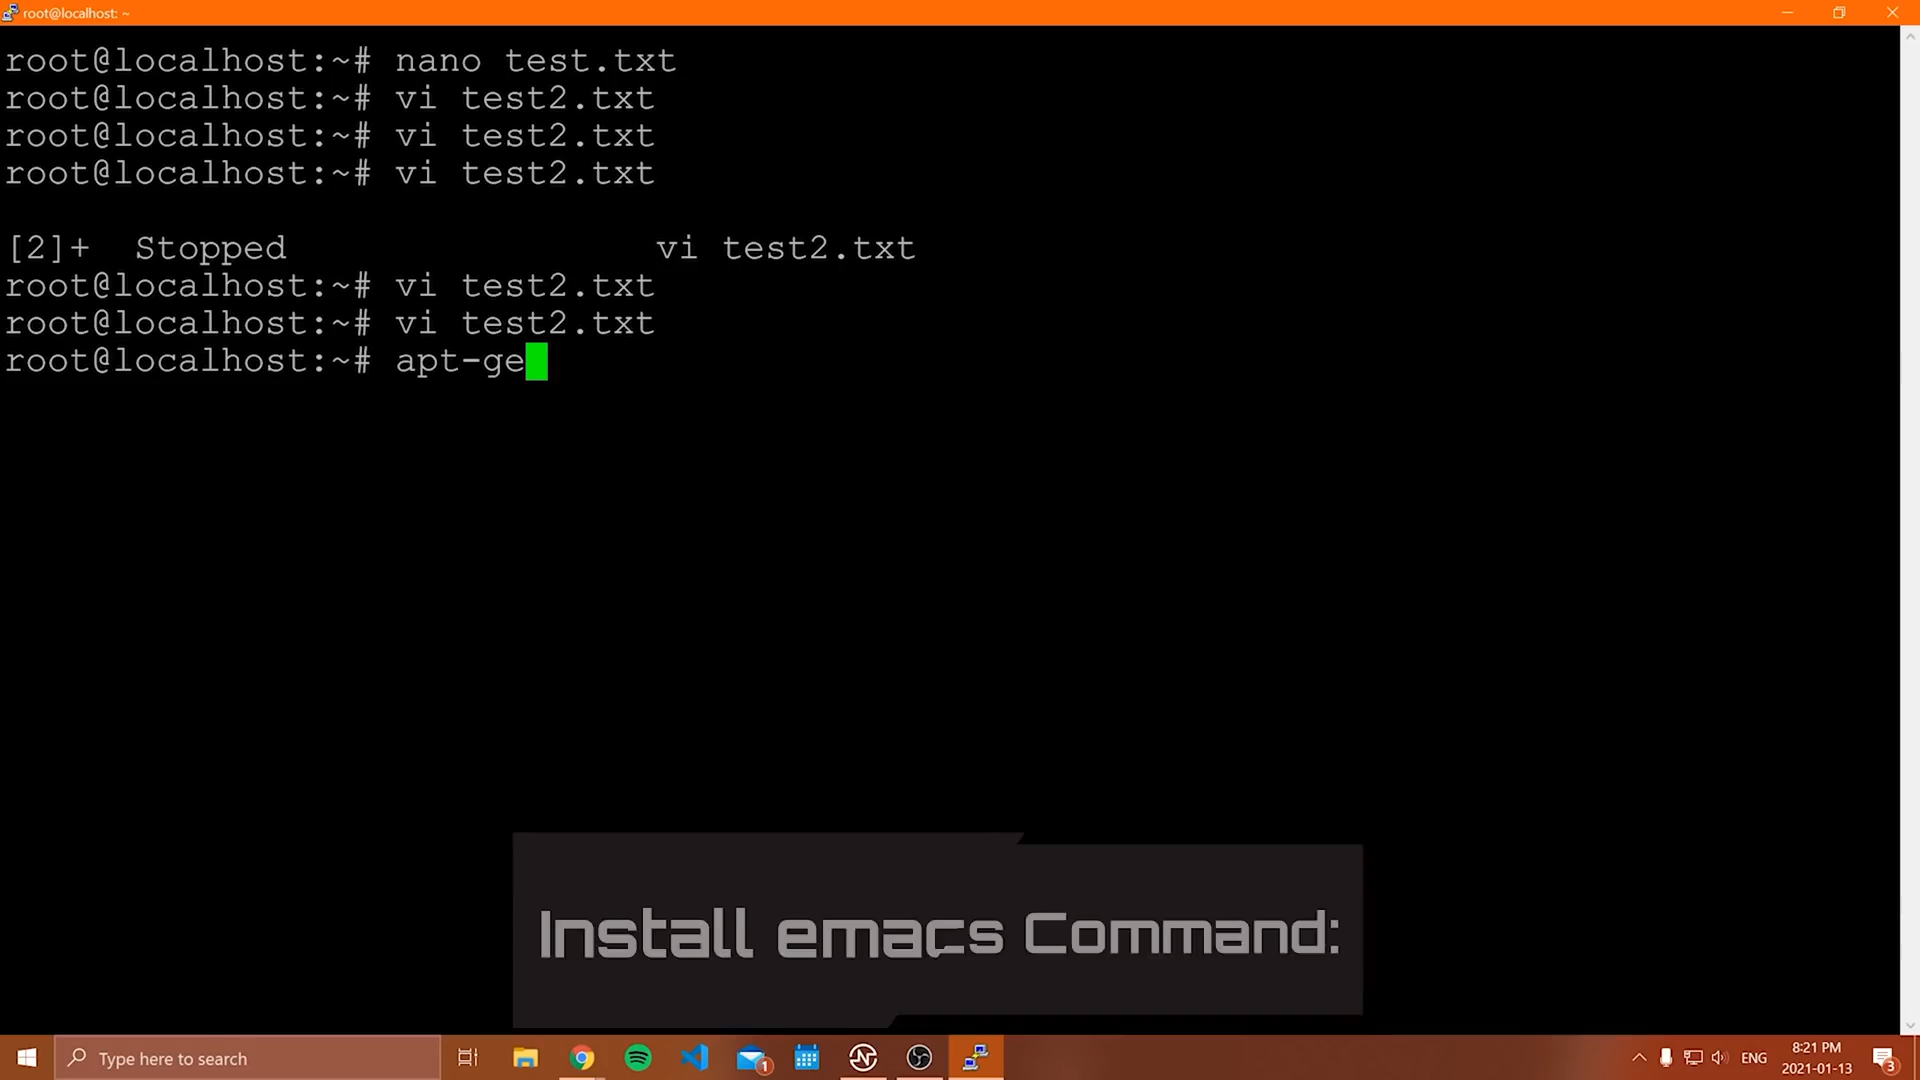 root@localhost: ~
root@localhost:~# nano test.txt
root@localhost:~# vi test2.txt
root@localhost:~# vi test2.txt
root@localhost:~# vi test2.txt
[2]+  Stopped                 vi test2.txt
root@localhost:~# vi test2.txt
root@localhost:~# vi test2.txt
root@localhost:~# apt-ge
Install emacs Command:
Type here to search
1
ENG
8:21 PM
2021-01-13
3